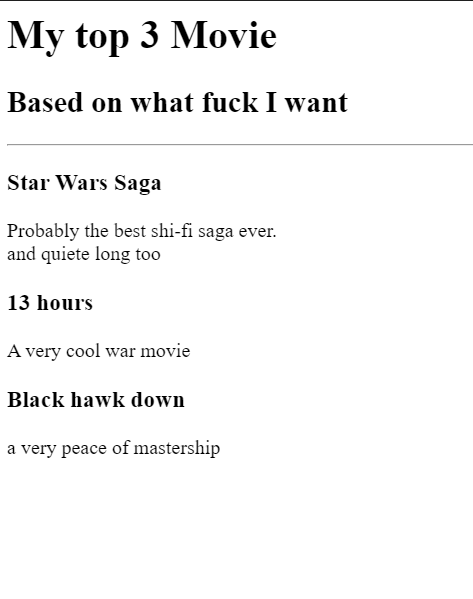 My top 3 Movie
Based on what fuck I want
Star Wars Saga
Probably the best shi-fi saga ever.
and quiete long too
13 hours
A very cool war movie
Black hawk down
a very peace of mastership